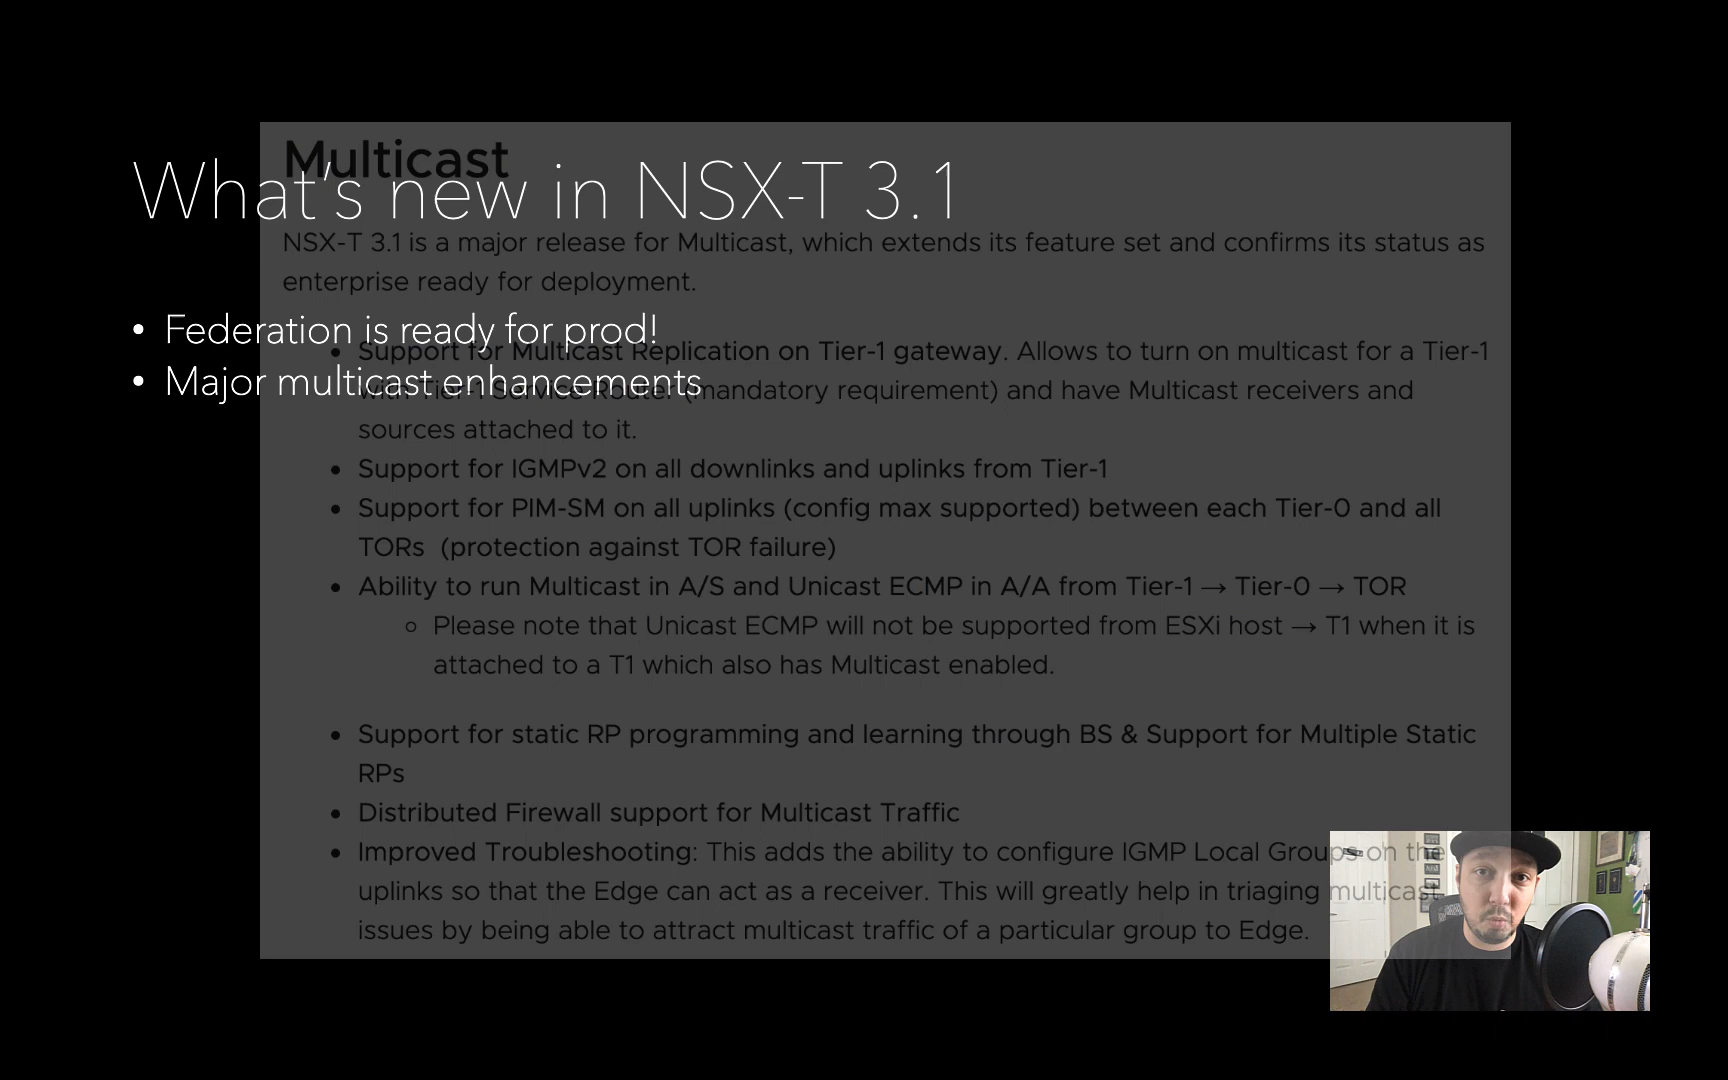 Multicast
What's new in NSX-T 3.1
NSX-T 3.1 is a major release for Multicast, which extends its feature set and confirms its status as
enterprise ready for deployment.
• Federation is ready for prod!
• Support for Multicast Replication on Tier-1 gateway. Allows to turn on multicast for a Tier-1
• Major multicast enhancements
with Tier-1 Service Router (mandatory requirement) and have Multicast receivers and
sources attached to it.
• Support for IGMPv2 on all downlinks and uplinks from Tier-1
• Support for PIM-SM on all uplinks (config max supported) between each Tier-0 and all
TORs (protection against TOR failure)
• Ability to run Multicast in A/S and Unicast ECMP in A/A from Tier-1 → Tier-0 → TOR
○ Please note that Unicast ECMP will not be supported from ESXi host → T1 when it is
attached to a T1 which also has Multicast enabled.
• Support for static RP programming and learning through BS & Support for Multiple Static
RPs
• Distributed Firewall support for Multicast Traffic
• Improved Troubleshooting: This adds the ability to configure IGMP Local Groups on the
uplinks so that the Edge can act as a receiver. This will greatly help in triaging multicast
issues by being able to attract multicast traffic of a particular group to Edge.